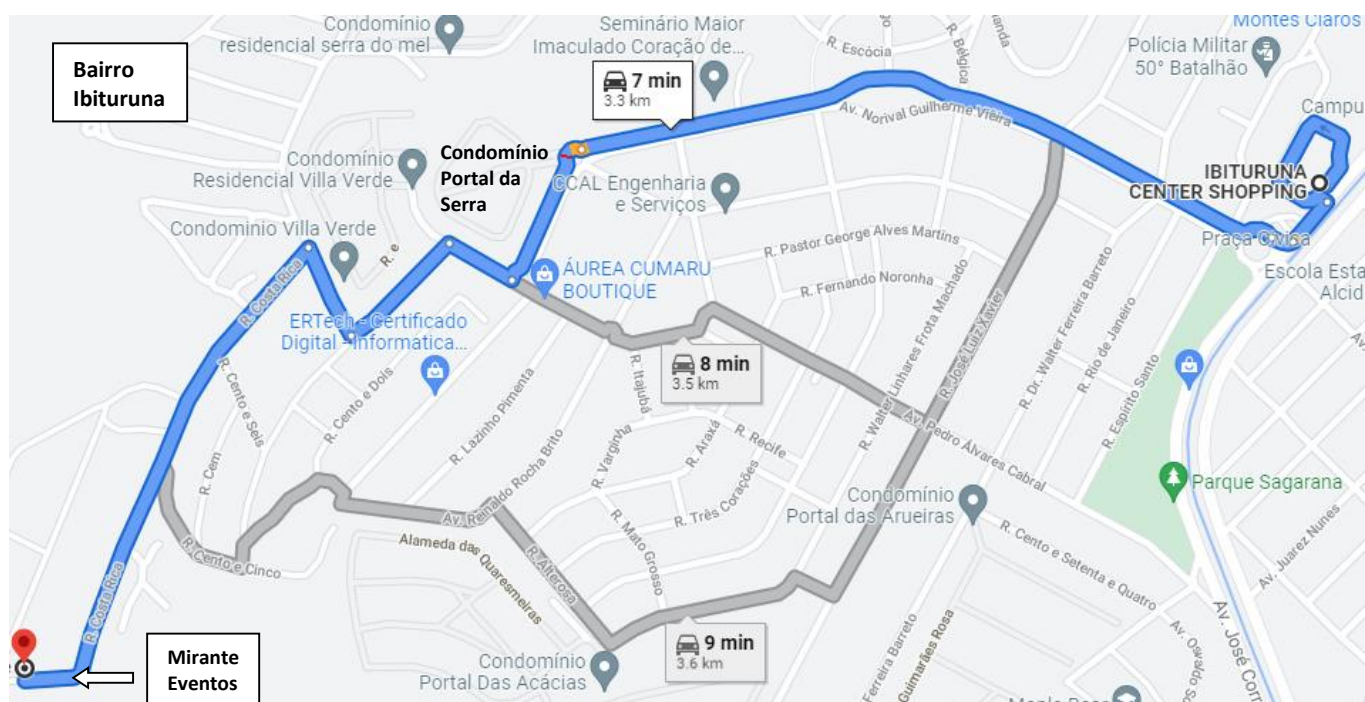 Bairro
Ibituruna
Condomínio
residencial serra do mel
Seminário Maior
Imaculado Coração de...
R. Escócia
R. Bélgica
Montes Claros
Polícia Militar
50° Batalhão
7 min
3.3 km
Av. Norival Guilherme Vieira
Condomínio
Residencial Villa Verde
Condomínio
Portal da
Serra
CCAL Engenharia
e Serviços
IBITURUNA
CENTER SHOPPING
Condominio Villa Verde
R. e
R. Costa Rica
ÁUREA CUMARU
BOUTIQUE
R. Pastor George Alves Martins
R. Fernando Noronha
Praça Civisa
Escola Esta
Alcid
ERTech - Certificado
Digital - Informatica...
8 min
3.5 km
R. Walter Linhares Frota Machado
R. José Luiz Xavier
R. Dr. Walter Ferreira Barreto
R. Rio de Janeiro
R. Espírito Santo
R. Cento e Seis
R. Cento e Dois
R. Cem
R. Lazinho Pimenta
R. Itajubá
R. Varginha
R. Araxá
R. Recife
Av. Pedro Álvares Cabral
Parque Sagarana
Av. Reinaldo Rocha Brito
R. Três Corações
Condomínio
Portal das Arueiras
R. Mato Grosso
R. Cento e Cinco
Alameda das Quaresmeiras
R. Alterosa
R. Cento e Setenta e Quatro
Av. Juarez Nunes
R. Costa Rica
Mirante
Eventos
9 min
3.6 km
Condomínio
Portal Das Acácias
Ferreira Barreto
Guimarães Rosa
Av. José Corr